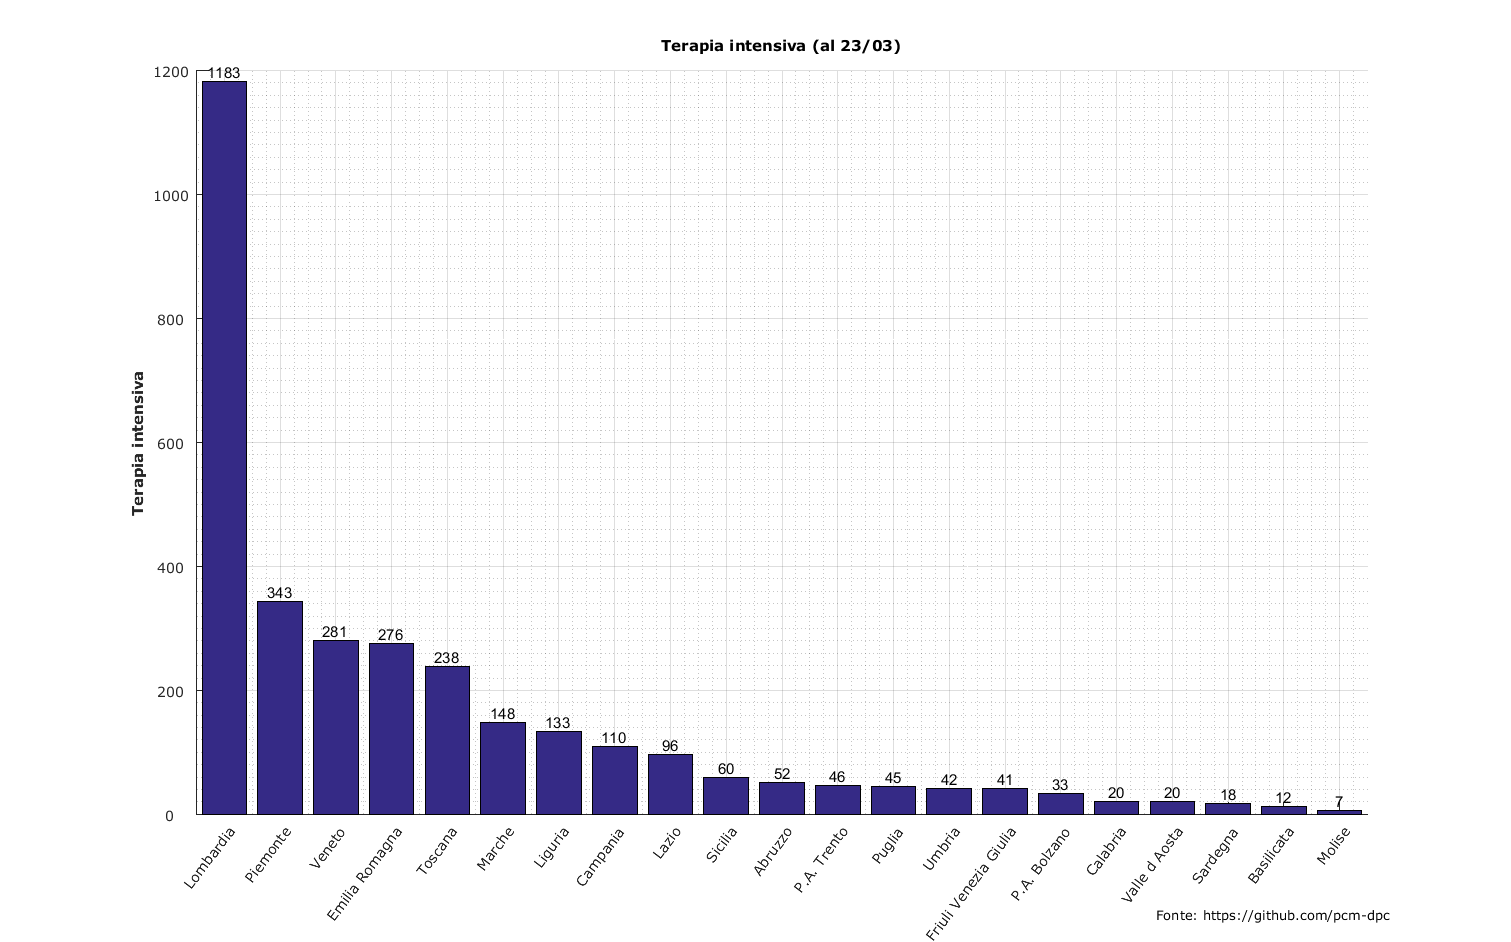 Terapia intensiva (al 23/03)
Terapia intensiva
1200
1000
800
600
400
200
0
1183
343
281
276
238
148
133
110
96
60
52
46
45
42
41
33
20
20
18
12
7
Lombardia
Piemonte
Veneto
Emilia Romagna
Toscana
Marche
Liguria
Campania
Lazio
Sicilia
Abruzzo
P.A. Trento
Puglia
Umbria
Friuli Venezia Giulia
P.A. Bolzano
Calabria
Valle d Aosta
Sardegna
Basilicata
Molise
Fonte: https://github.com/pcm-dpc